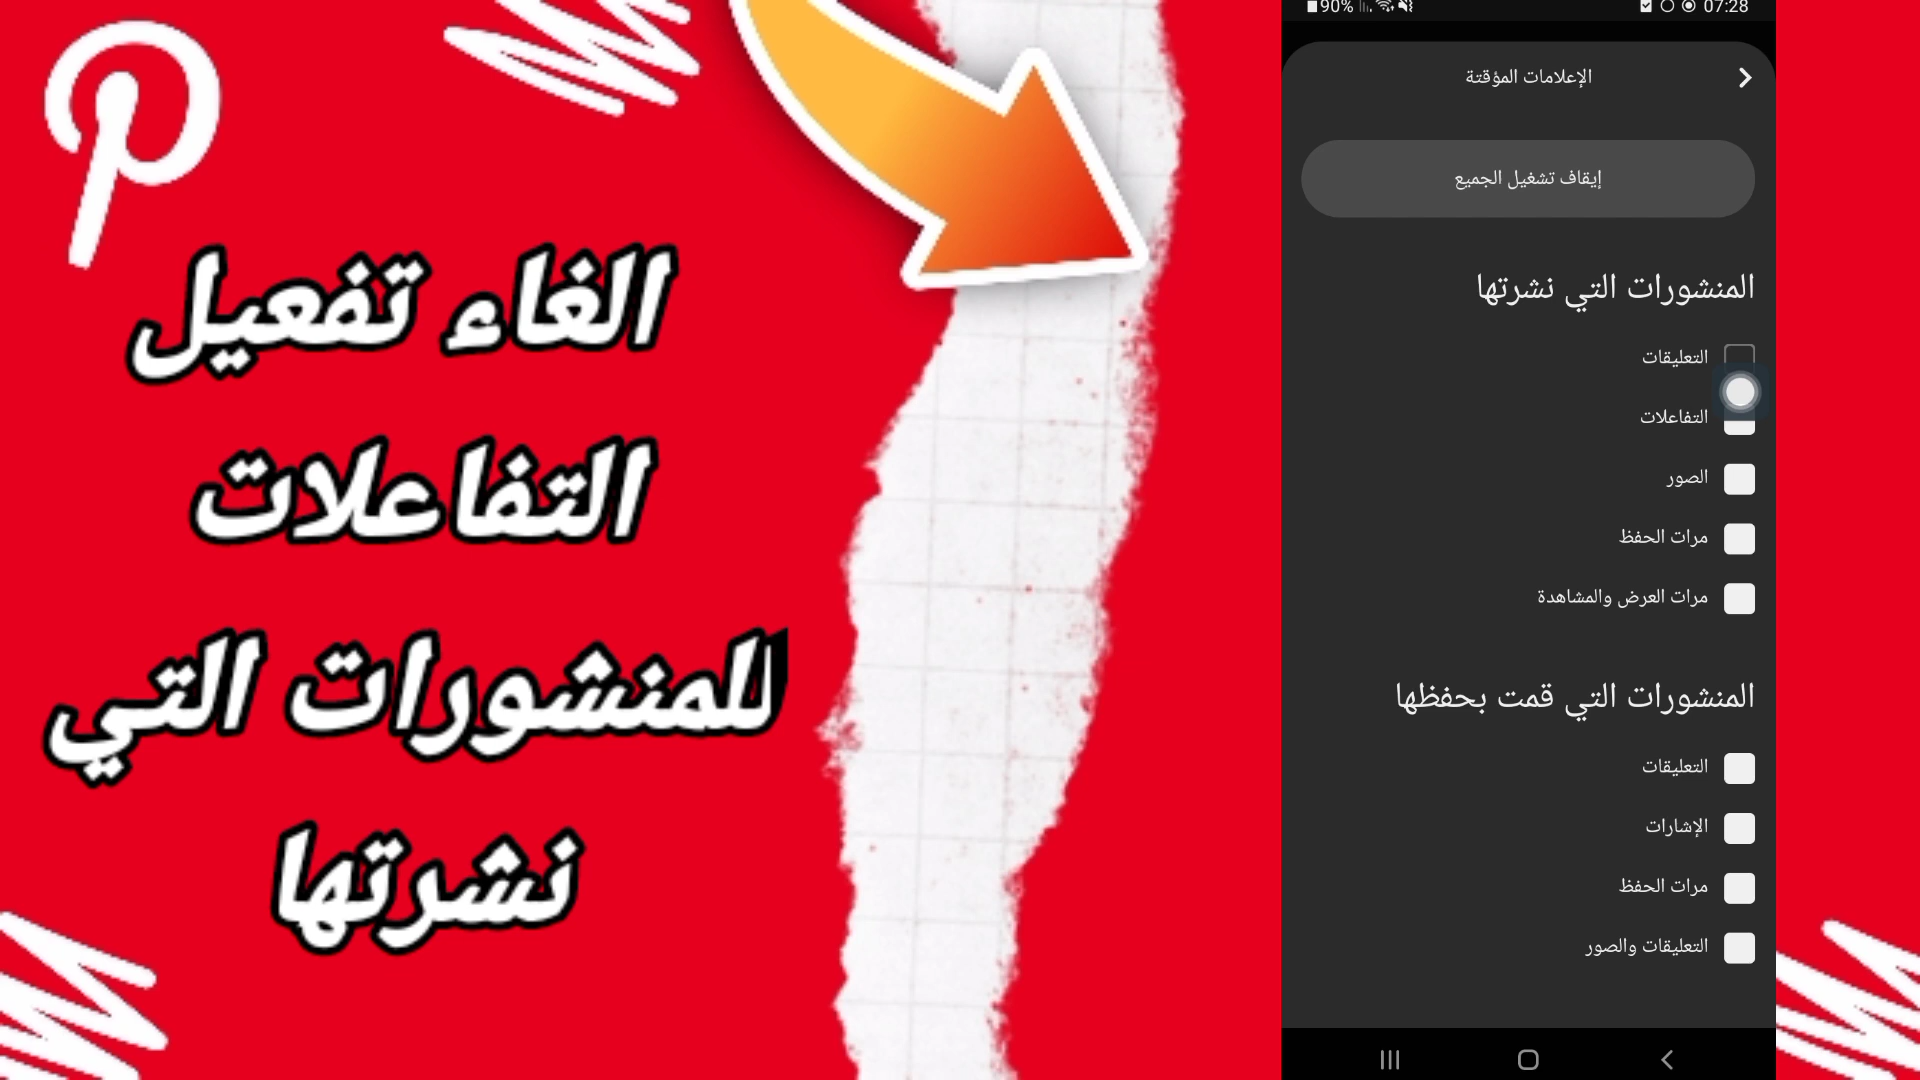 الغاء تفعيل
التفاعلات
للمنشورات التي
نشرتها
90%
07:28
الإعلامات المؤقتة
إيقاف تشغيل الجميع
المنشورات التي نشرتها
التعليقات
التفاعلات
الصور
مرات الحفظ
مرات العرض والمشاهدة
المنشورات التي قمت بحفظها
التعليقات
الإشارات
مرات الحفظ
التعليقات والصور